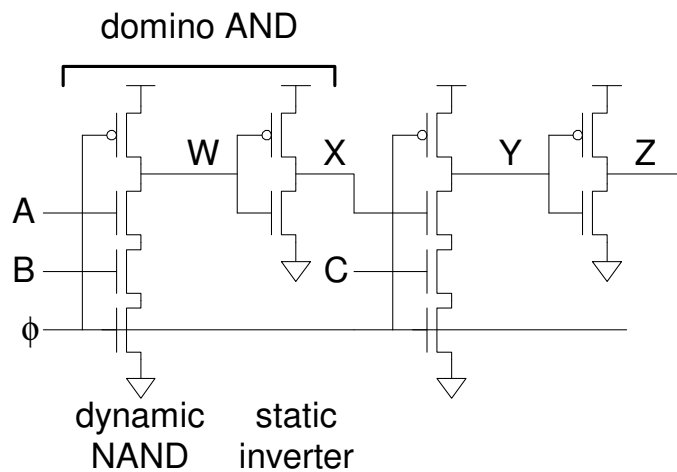 domino AND
W X Y Z
A
B C
ϕ
dynamic static
NAND inverter